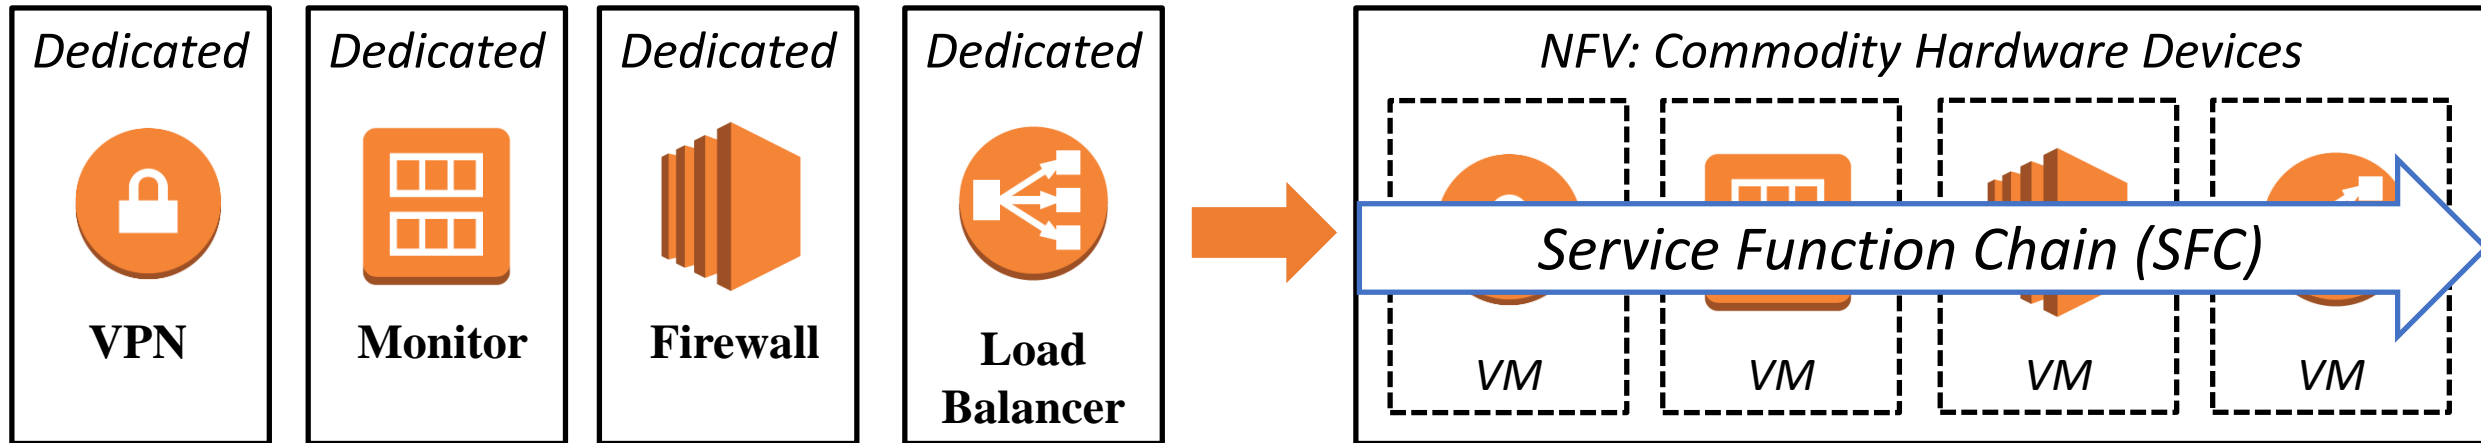 Dedicated
VPN
Dedicated
Monitor
Dedicated
Firewall
Dedicated
Load
Balancer
NFV: Commodity Hardware Devices
Service Function Chain (SFC)
VM
VM
VM
VM